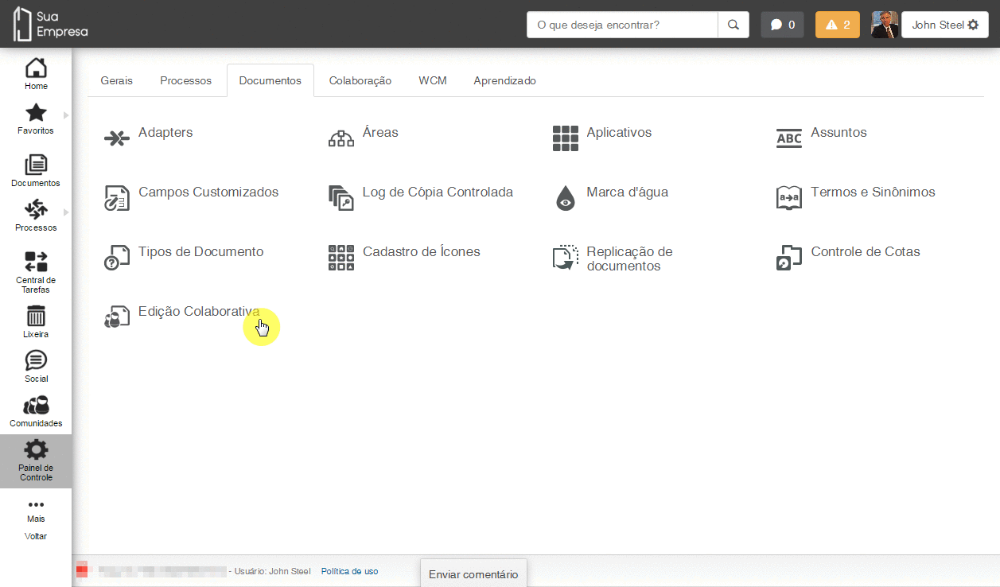 Sua
Empresa
O que deseja encontrar?
0
2
John Steel
Home
Favoritos
Documentos
Processos
Central de
Tarefas
Lixeira
Social
Comunidades
Painel de
Controle
Mais
Voltar
Gerais
Processos
Documentos
Colaboração
WCM
Aprendizado
Adapters
Áreas
Aplicativos
ABC
Assuntos
Campos Customizados
Log de Cópia Controlada
Marca d'água
a a
Termos e Sinônimos
Tipos de Documento
Cadastro de Ícones
Replicação de
documentos
Controle de Cotas
Edição Colaborativa
- Usuário: John Steel
Política de uso
Enviar comentário